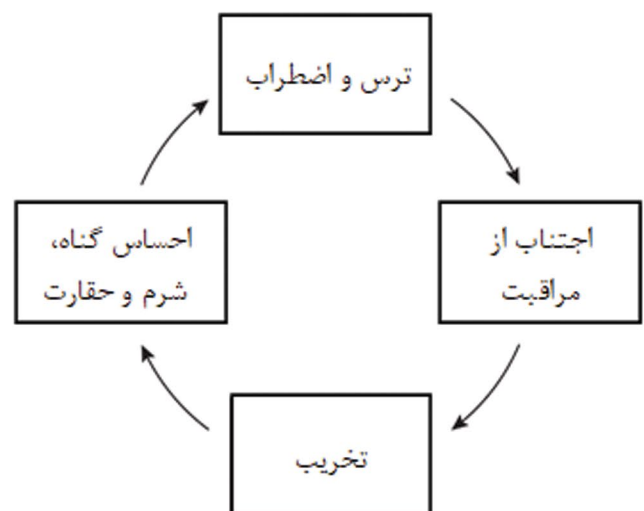 ترس و اضطراب
اجتناب از
مراقبت
تخریب
احساس گناه،
شرم و حقارت